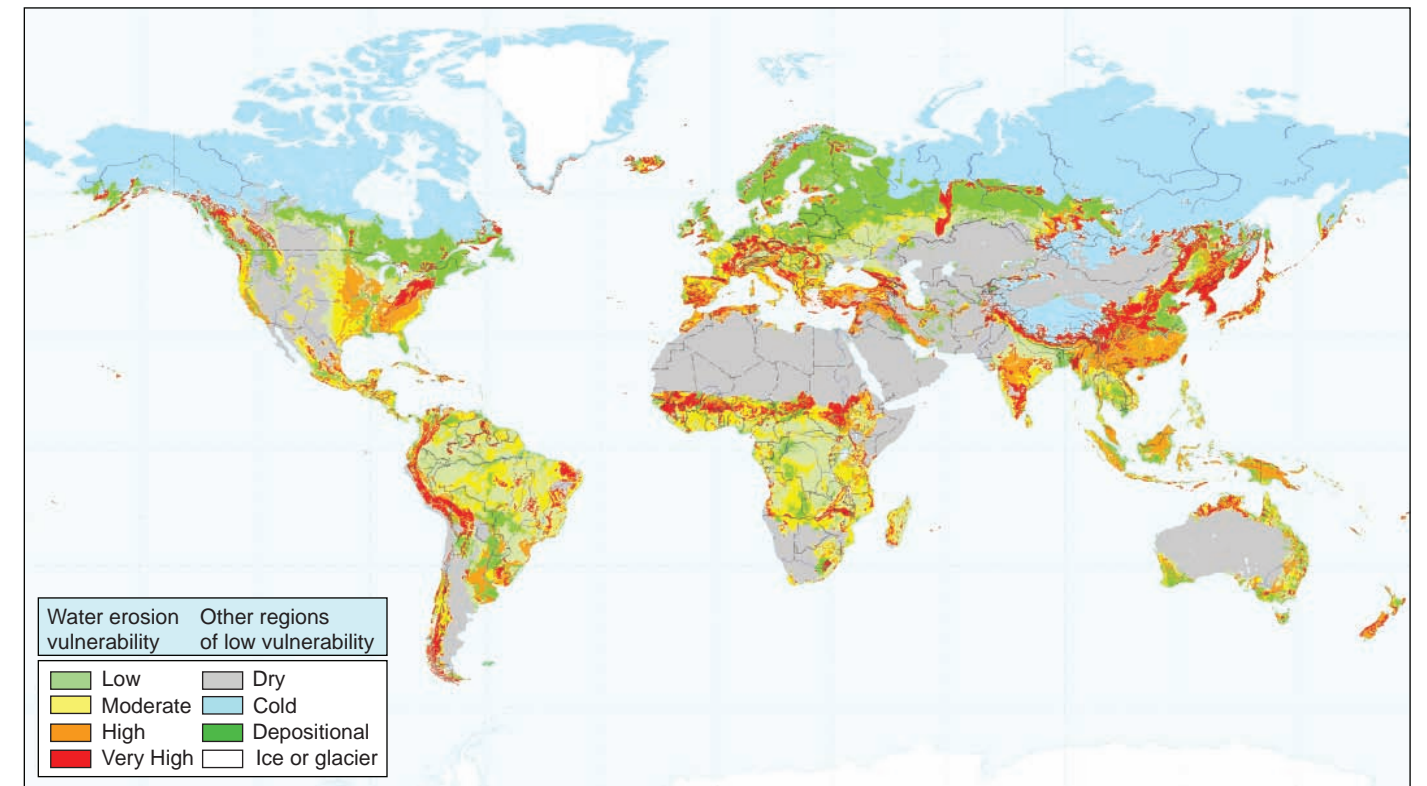 Water erosion vulnerability
Other regions of low vulnerability
Low
Moderate
High
Very High
Dry
Cold
Depositional
Ice or glacier